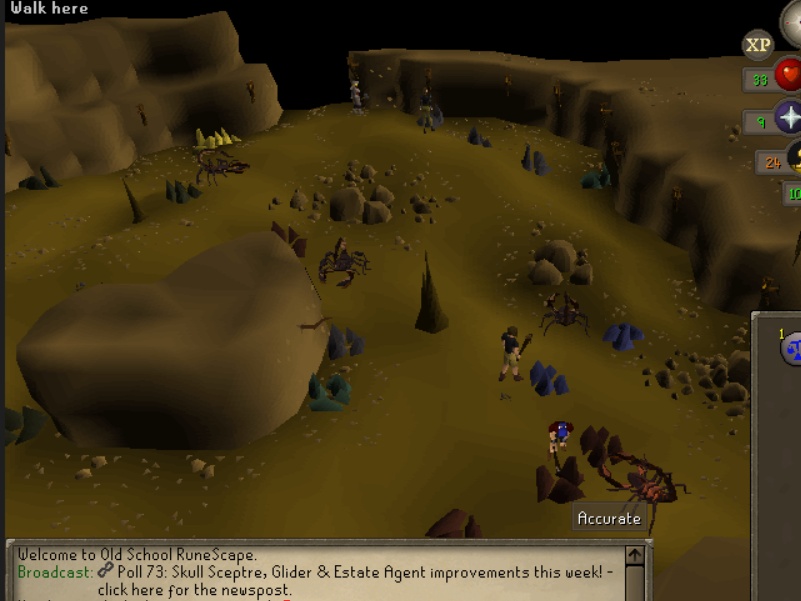 Walk here
XP
33
9
24
10
1
Accurate
Welcome to Old School RuneScape.
Broadcast: Poll 73: Skull Sceptre, Glider & Estate Agent improvements this week! -
click here for the newspost.